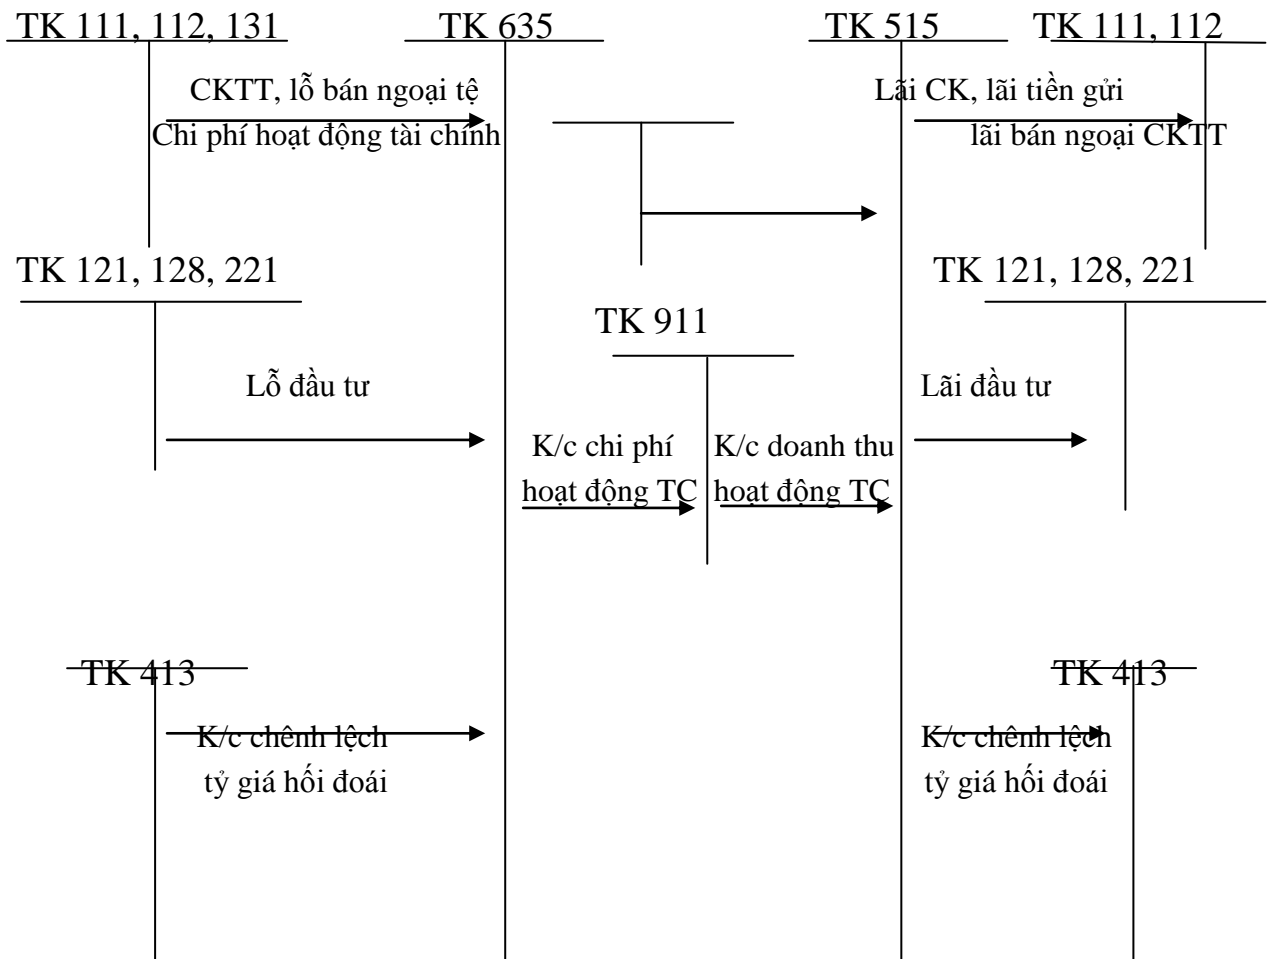 TK 111, 112, 131 TK 635 TK 515 TK 111, 112
CKTT, lỗ bán ngoại tệ
Chi phí hoạt động tài chính
Lãi CK, lãi tiền gửi
lãi bán ngoại CKTT
TK 121, 128, 221 TK 121, 128, 221
TK 911
Lỗ đầu tư
Lãi đầu tư
K/c chi phí
hoạt động TC
K/c doanh thu
hoạt động TC
TK 413 TK 413
K/c chênh lệch
tỷ giá hối đoái
K/c chênh lệch
tỷ giá hối đoái